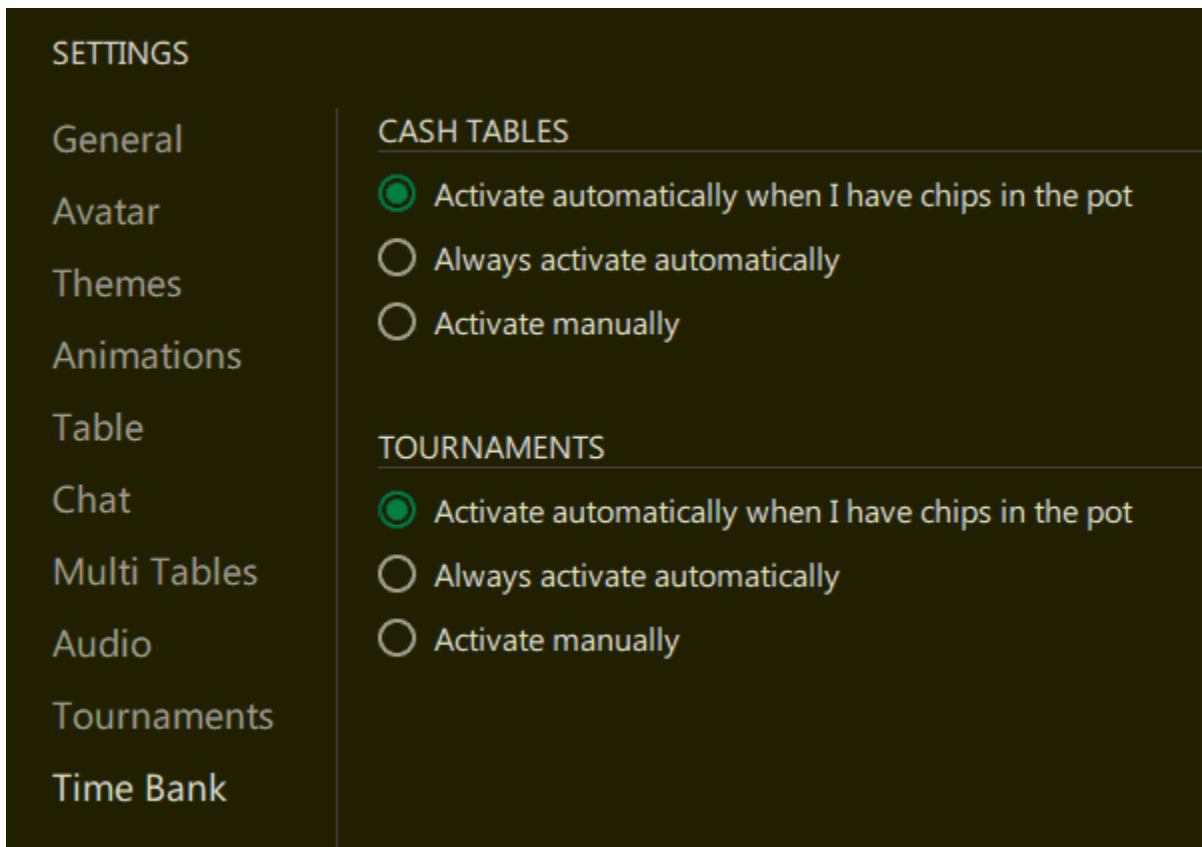 SETTINGS
General
Avatar
Themes
Animations
Table
Chat
Multi Tables
Audio
Tournaments
Time Bank
CASH TABLES
Activate automatically when I have chips in the pot
Always activate automatically
Activate manually
TOURNAMENTS
Activate automatically when I have chips in the pot
Always activate automatically
Activate manually